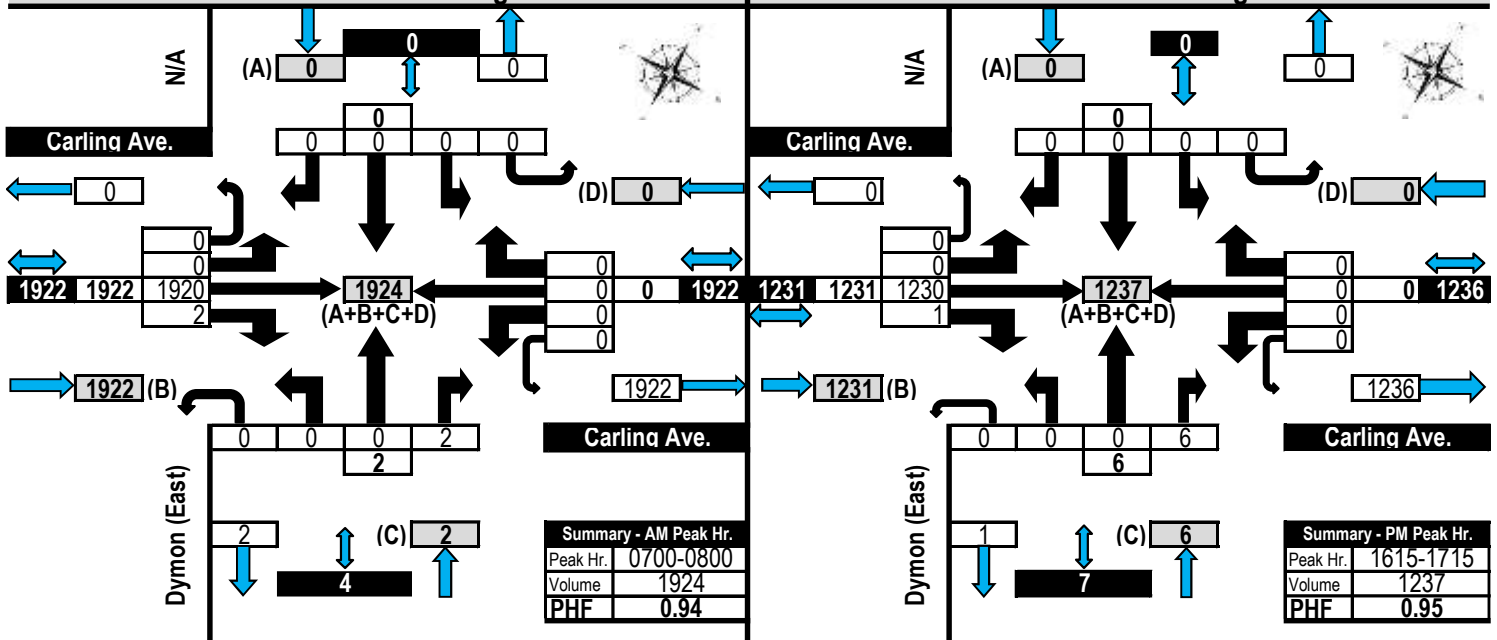 N/A
(A)
0
0
0
0
0 0 0 0
Carling Ave.
0
(D) 0
0
0
1922 1922 1920
2
1924
(A+B+C+D)
0
0 0 1922
0
0
1922 (B)
1922
0 0 0 2
2
Carling Ave.
Dymon (East)
2
(C) 2
4
Summary - AM Peak Hr.
Peak Hr. 0700-0800
Volume 1924
PHF 0.94
N/A
(A)
0
0
0
0
0 0 0 0
Carling Ave.
0
(D) 0
0
0
1231 1231 1230
1
1237
(A+B+C+D)
0
0 0 1236
0
0
1231 (B)
1236
0 0 0 6
6
Carling Ave.
Dymon (East)
1
(C) 6
7
Summary - PM Peak Hr.
Peak Hr. 1615-1715
Volume 1237
PHF 0.95